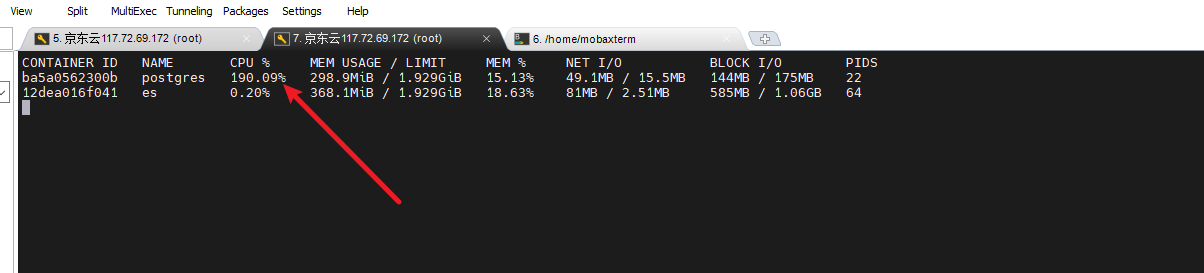 View Split MultiExec Tunneling Packages Settings Help
5. 京东云117.72.69.172 (root) 7. 京东云117.72.69.172 (root) 6. /home/mobaxterm
CONTAINER ID NAME CPU % MEM USAGE / LIMIT MEM % NET I/O BLOCK I/O PIDS
ba5a0562300b postgres 190.09% 298.9MiB / 1.929GiB 15.13% 49.1MB / 15.5MB 144MB / 175MB 22
12dea016f041 es 0.20% 368.1MiB / 1.929GiB 18.63% 81MB / 2.51MB 585MB / 1.06GB 64